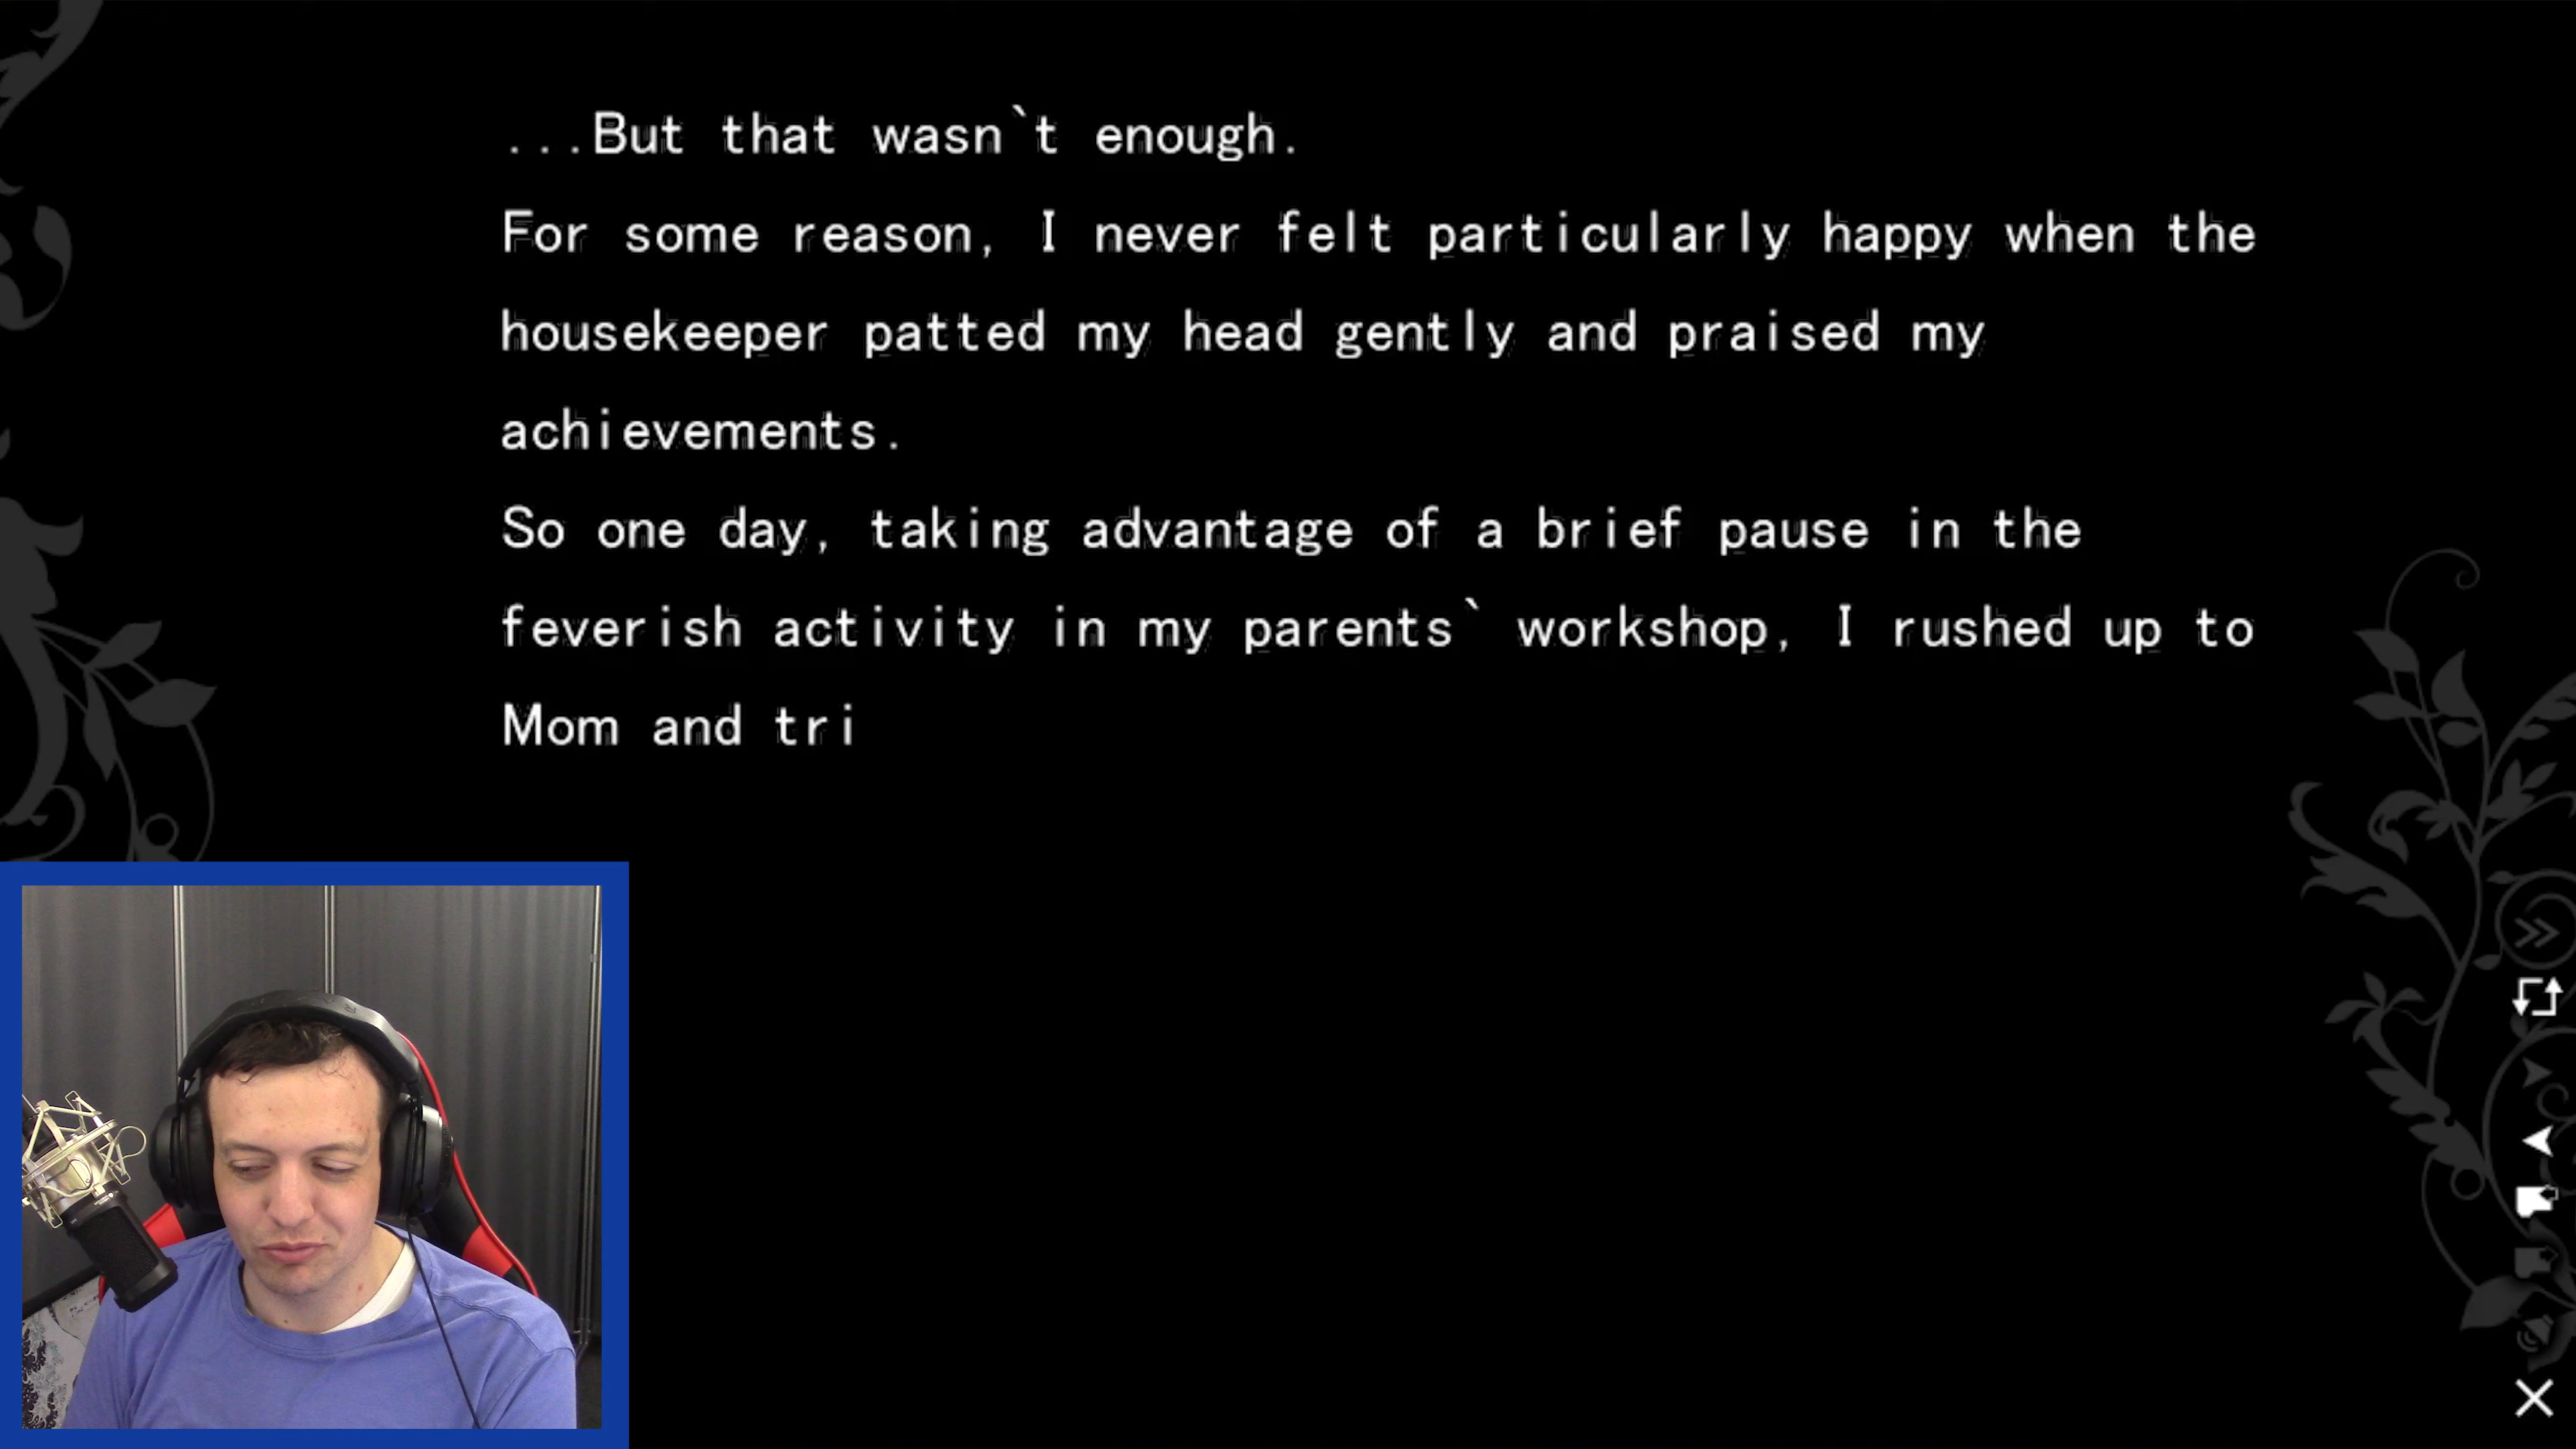 ...But that wasn`t enough.
For some reason, I never felt particularly happy when the
housekeeper patted my head gently and praised my
achievements.
So one day, taking advantage of a brief pause in the
feverish activity in my parents` workshop, I rushed up to
Mom and tri